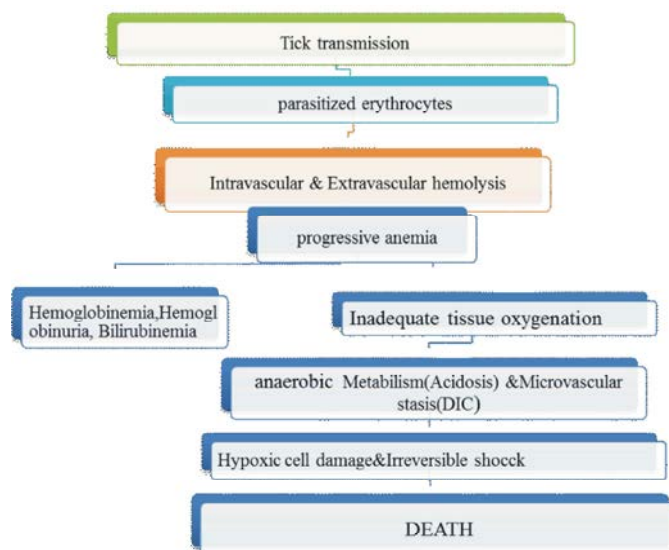 Tick transmission
parasitized erythrocytes
Intravascular & Extravascular hemolysis
progressive anemia
Hemoglobinemia,Hemogl
obinuria, Bilirubinemia
Inadequate tissue oxygenation
anaerobic Metabilism(Acidosis) &Microvascular
stasis(DIC)
Hypoxic cell damage&Irreversible shocck
DEATH